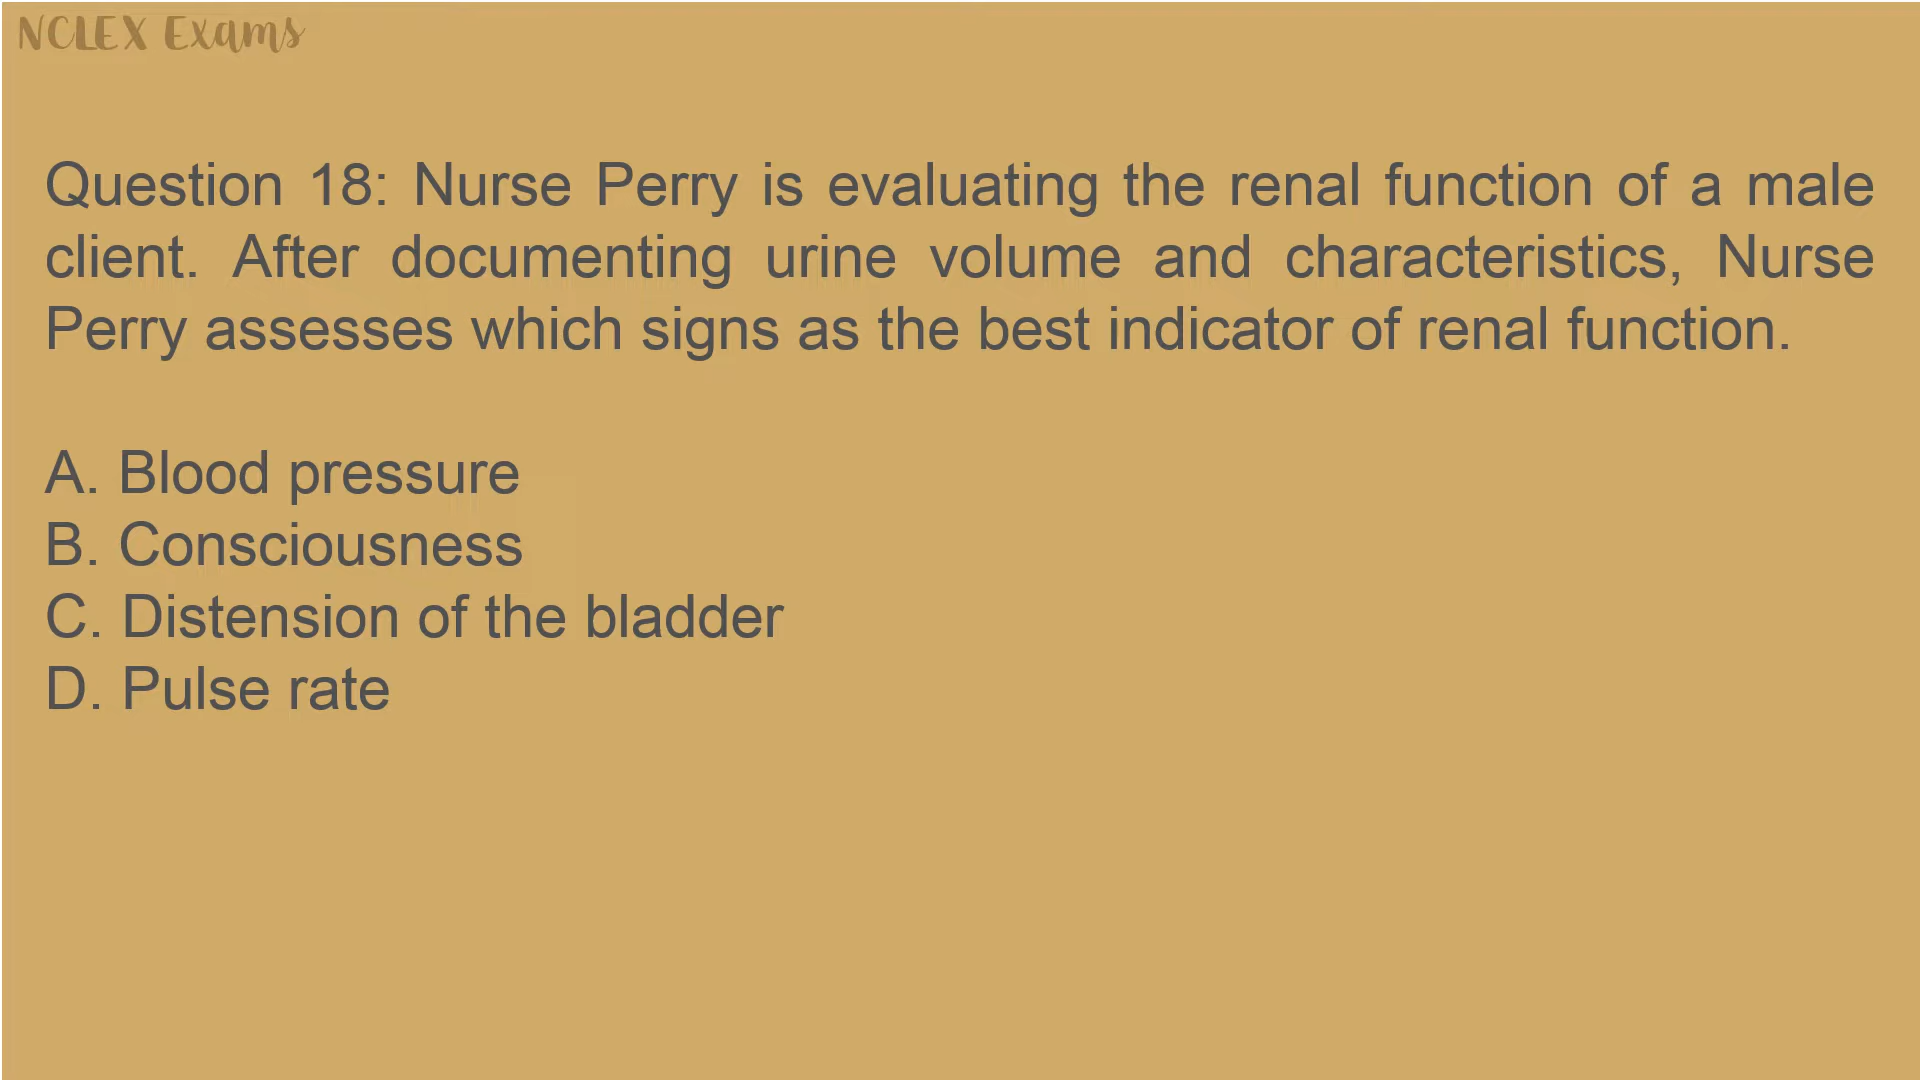 NCLEX Exams
Question 18: Nurse Perry is evaluating the renal function of a male
client. After documenting urine volume and characteristics, Nurse
Perry assesses which signs as the best indicator of renal function.
A. Blood pressure
B. Consciousness
C. Distension of the bladder
D. Pulse rate